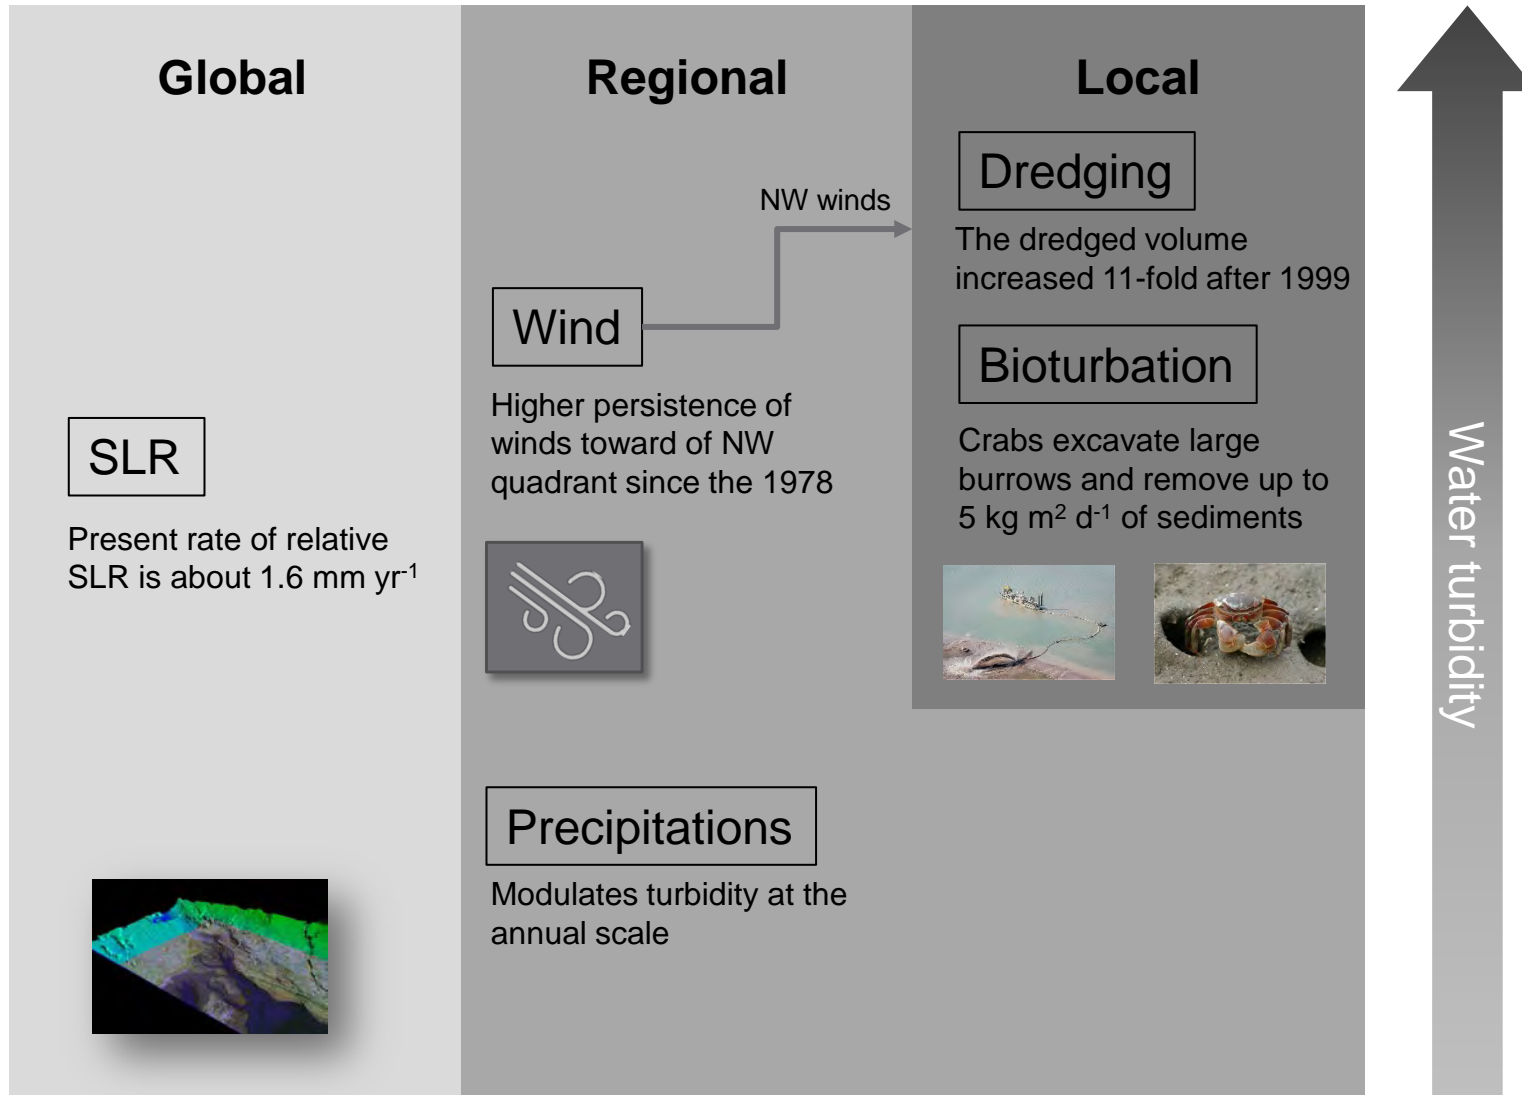 Global
SLR
Present rate of relative
SLR is about 1.6 mm yr⁻¹
Regional
NW winds
Wind
Higher persistence of
winds toward of NW
quadrant since the 1978
Precipitations
Modulates turbidity at the
annual scale
Local
Dredging
The dredged volume
increased 11-fold after 1999
Bioturbation
Crabs excavate large
burrows and remove up to
5 kg m² d⁻¹ of sediments
Water turbidity